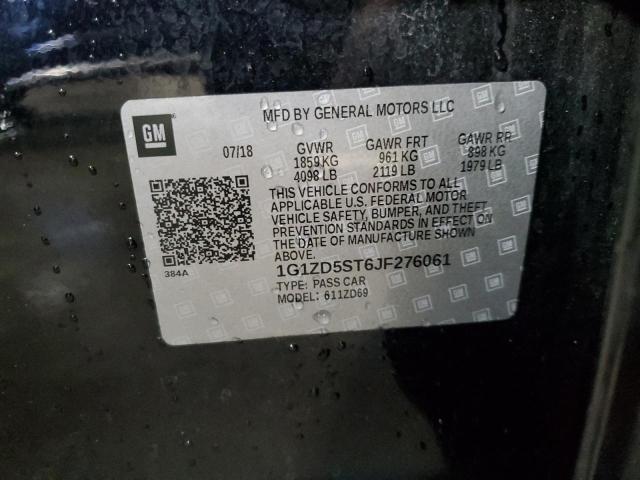 GM
MFD BY GENERAL MOTORS LLC
07/18 GVWR GAWR FRT GAWR RR
1859 KG 961 KG 898 KG
4098 LB 2119 LB 1979 LB
THIS VEHICLE CONFORMS TO ALL
APPLICABLE U.S. FEDERAL MOTOR
VEHICLE SAFETY, BUMPER, AND THEFT
PREVENTION STANDARDS IN EFFECT ON
THE DATE OF MANUFACTURE SHOWN
ABOVE.
384A
1G1ZD5ST6JF276061
TYPE: PASS CAR
MODEL: 611ZD69